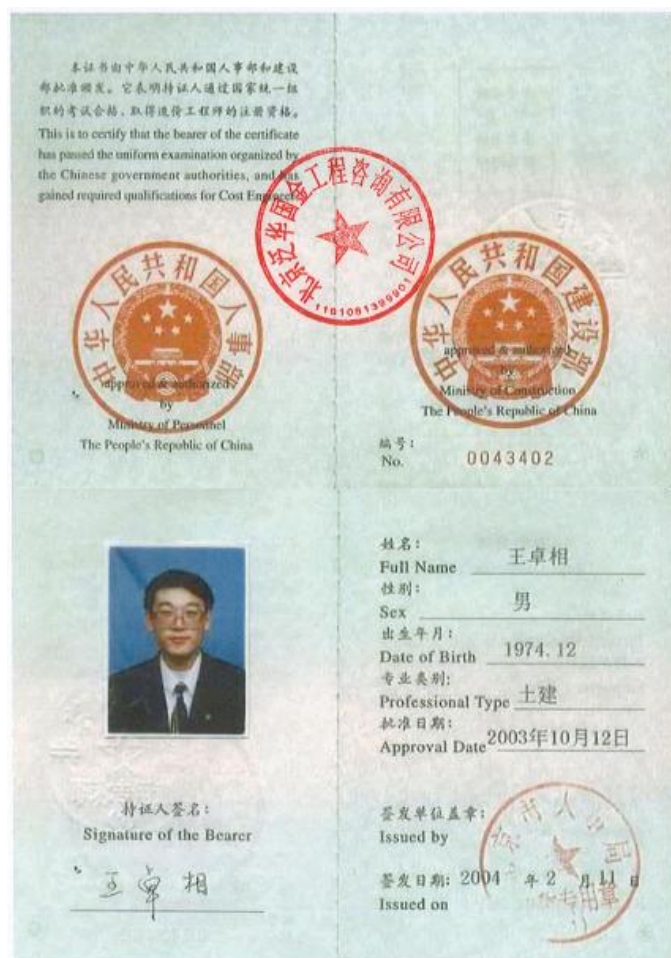 本证书由中华人民共和国人事部和建设
部批准颁发。它表明持证人通过国家统一组
织的考试合格,取得造价工程师的注册资格。
This is to certify that the bearer of the certificate
has passed the uniform examination organized by
the Chinese government authorities, and has
gained required qualifications for Cost Engineer.
北京泛华国金工程咨询有限公司
1101081399901
中华人民共和国人事部
approved & authorized
by
Ministry of Personnel
The People's Republic of China
中华人民共和国建设部
approved & authorized
by
Ministry of Construction
The People's Republic of China
编号:
No. 0043402
持证人签名:
Signature of the Bearer
王卓相
姓名:
Full Name 王卓相
性别:
Sex 男
出生年月:
Date of Birth 1974.12
专业类别:
Professional Type 土建
批准日期:
Approval Date 2003年10月12日
签发单位盖章:
Issued by
签发日期: 2004 年 2 月 11 日
Issued on
专用章